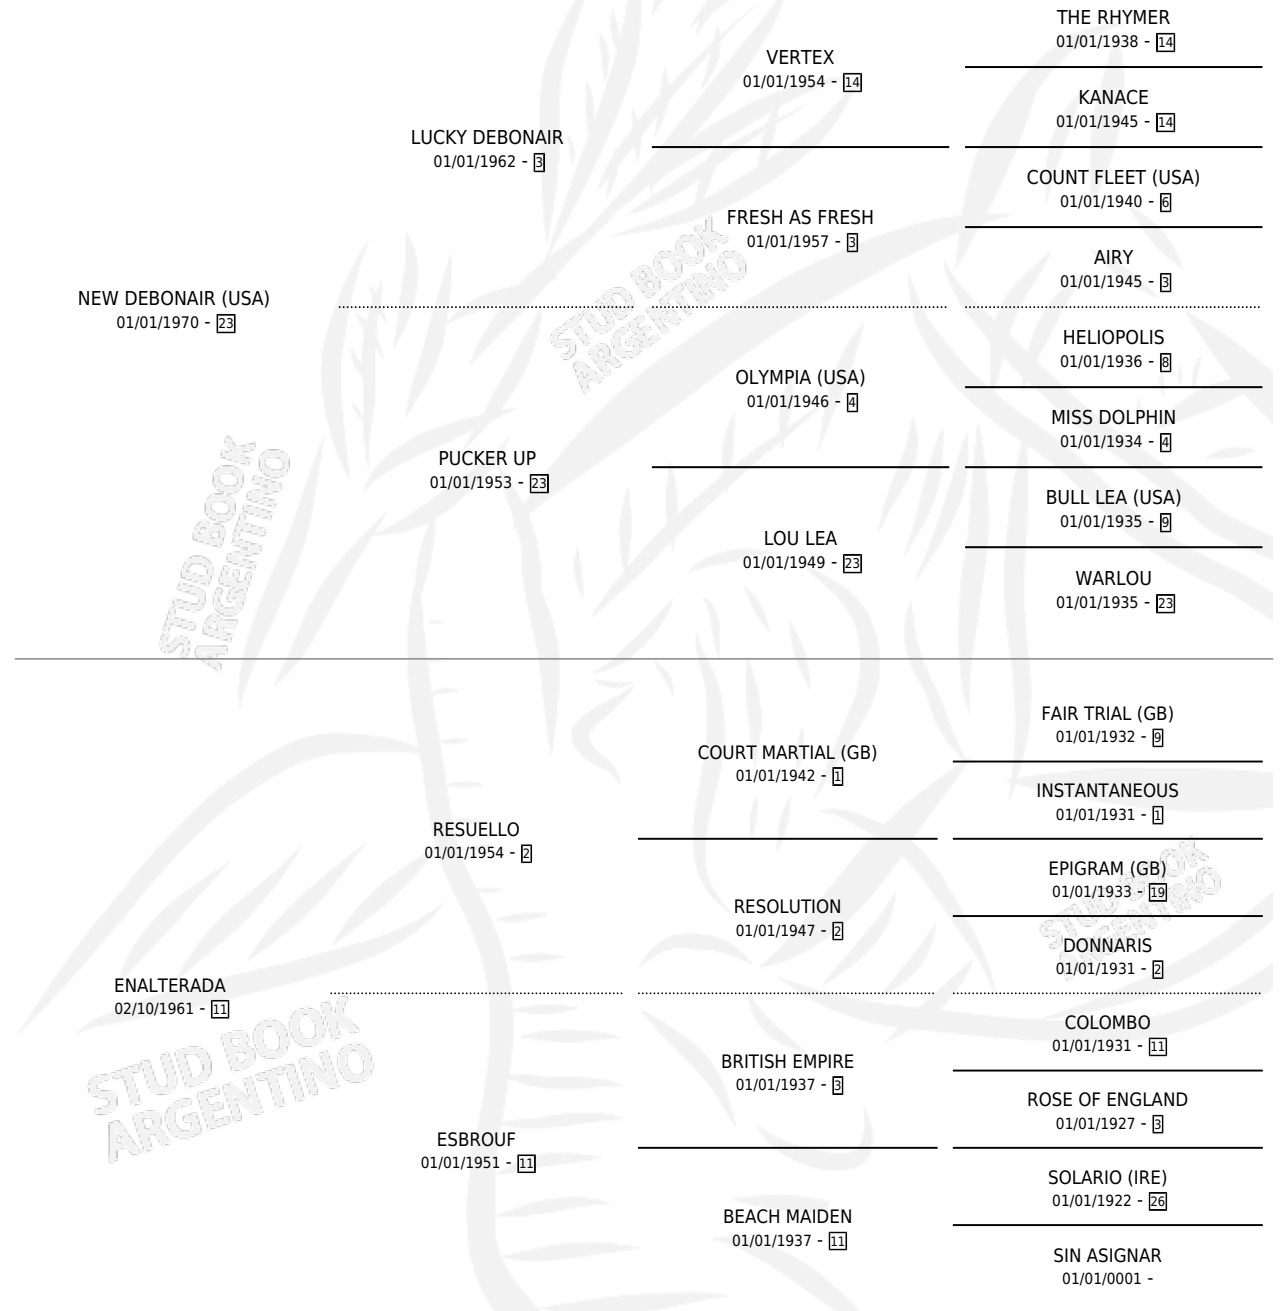 THE RHYMER
01/01/1938 - 14
VERTEX
01/01/1954 - 14
KANACE
01/01/1945 - 14
LUCKY DEBONAIR
01/01/1962 - 3
COUNT FLEET (USA)
01/01/1940 - 6
FRESH AS FRESH
01/01/1957 - 3
AIRY
01/01/1945 - 3
NEW DEBONAIR (USA)
01/01/1970 - 23
HELIOPOLIS
01/01/1936 - 8
OLYMPIA (USA)
01/01/1946 - 4
MISS DOLPHIN
01/01/1934 - 4
PUCKER UP
01/01/1953 - 23
BULL LEA (USA)
01/01/1935 - 9
LOU LEA
01/01/1949 - 23
WARLOU
01/01/1935 - 23
STUD BOOK
ARGENTINO
STUD BOOK
ARGENTINO
FAIR TRIAL (GB)
01/01/1932 - 9
COURT MARTIAL (GB)
01/01/1942 - 1
INSTANTANEOUS
01/01/1931 - 1
RESUELLO
01/01/1954 - 2
EPIGRAM (GB)
01/01/1933 - 19
RESOLUTION
01/01/1947 - 2
DONNARIS
01/01/1931 - 2
STUD BOOK
ARGENTINO
ENALTERADA
02/10/1961 - 11
COLOMBO
01/01/1931 - 11
BRITISH EMPIRE
01/01/1937 - 3
ROSE OF ENGLAND
01/01/1927 - 3
ESBROUF
01/01/1951 - 11
SOLARIO (IRE)
01/01/1922 - 26
BEACH MAIDEN
01/01/1937 - 11
SIN ASIGNAR
01/01/0001 -
STUD BOOK
ARGENTINO